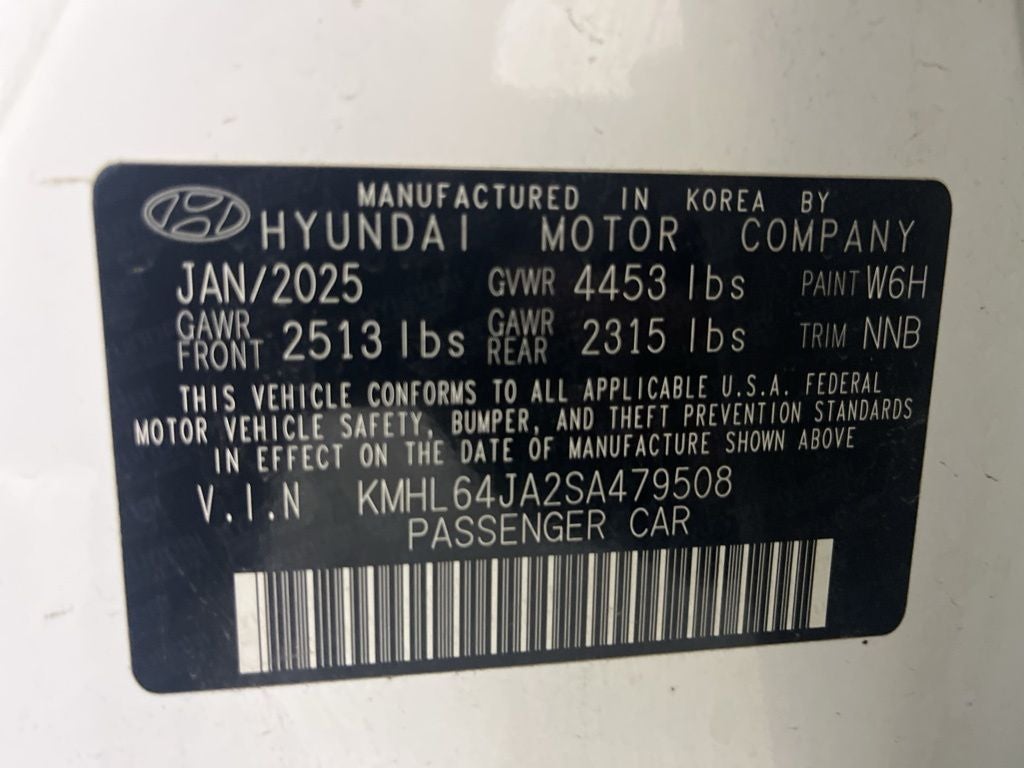 MANUFACTURED IN KOREA BY
HYUNDAI MOTOR COMPANY
JAN/2025 GVWR 4453 lbs PAINT W6H
GAWR FRONT 2513 lbs GAWR REAR 2315 lbs TRIM NNB
THIS VEHICLE CONFORMS TO ALL APPLICABLE U.S.A. FEDERAL
MOTOR VEHICLE SAFETY, BUMPER, AND THEFT PREVENTION STANDARDS
IN EFFECT ON THE DATE OF MANUFACTURE SHOWN ABOVE
V.I.N KMHL64JA2SA479508
PASSENGER CAR